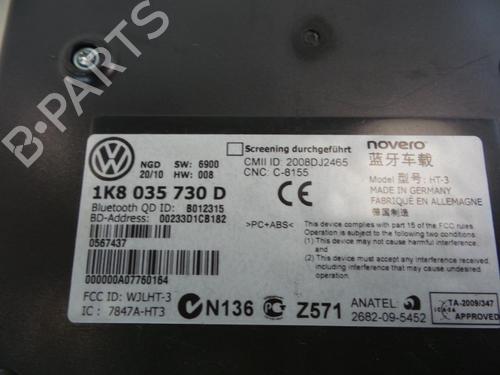 B-PARTS
NGD SW: 6900
20/10 HW: 008
1K8 035 730 D
Bluetooth QD ID: B012315
BD-Address: 00233D1C8182
0567437
000000A07760164
FCC ID: WJLHT-3
IC : 7847A-HT3
Screening durchgeführt
CMII ID: 2008DJ2465
CNC: C-8155
CE
>PC+ABS<
novero
蓝牙车载
Model 型号: HT-3
MADE IN GERMANY
FABRIQUÉ EN ALLEMAGNE
德国制造
This device complies with part 15 of the FCC rules.
Operation is subject to the following two conditions:
(1) this device may not cause harmful interference, and
(2) this device must accept any interference received,
including interference that may cause undesired
operation.
N136
Z571
ANATEL:
2682-09-5452
ICASA
TA-2009/347
APPROVED